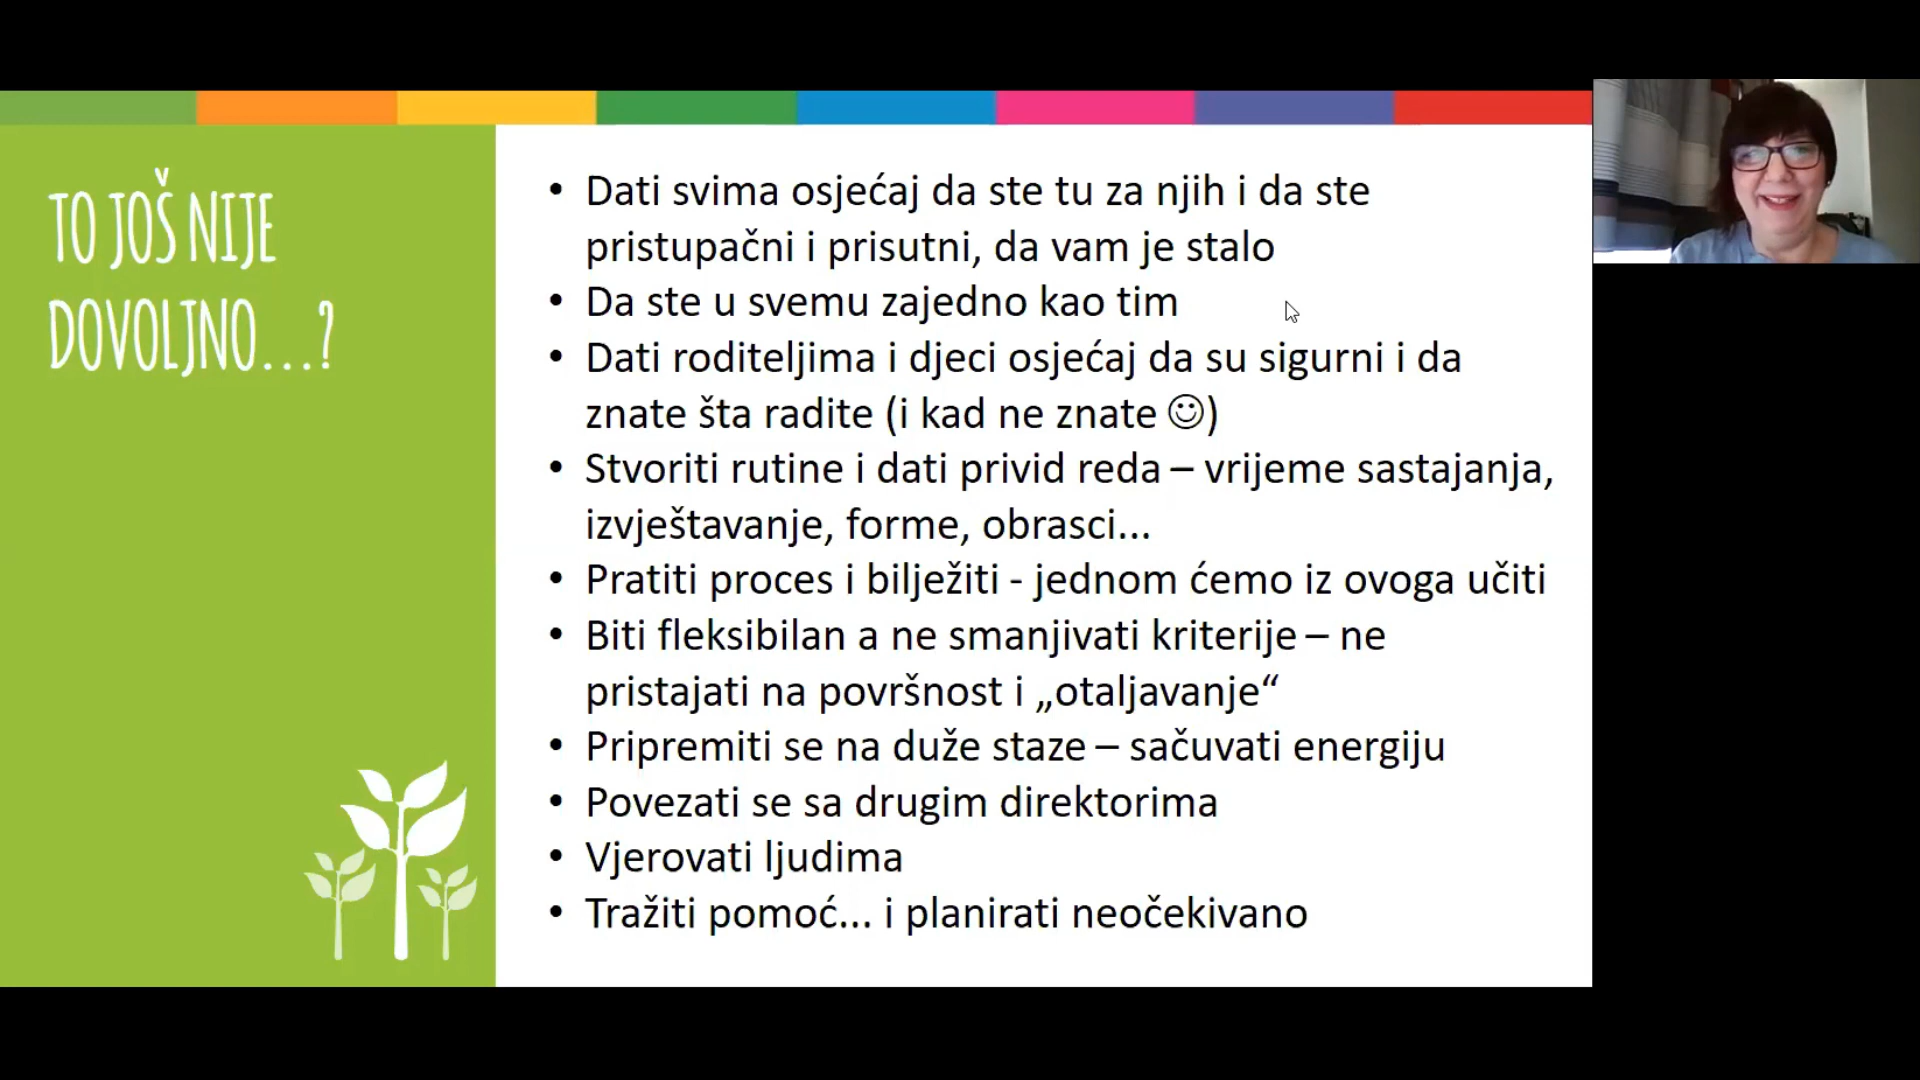 TO JOŠ NIJE
DOVOLJNO...?
• Dati svima osjećaj da ste tu za njih i da ste
pristupačni i prisutni, da vam je stalo
• Da ste u svemu zajedno kao tim
• Dati roditeljima i djeci osjećaj da su sigurni i da
znate šta radite (i kad ne znate ☺)
• Stvoriti rutine i dati privid reda – vrijeme sastajanja,
izvještavanje, forme, obrasci...
• Pratiti proces i bilježiti - jednom ćemo iz ovoga učiti
• Biti fleksibilan a ne smanjivati kriterije – ne
pristajati na površnost i „otaljavanje“
• Pripremiti se na duže staze – sačuvati energiju
• Povezati se sa drugim direktorima
• Vjerovati ljudima
• Tražiti pomoć... i planirati neočekivano